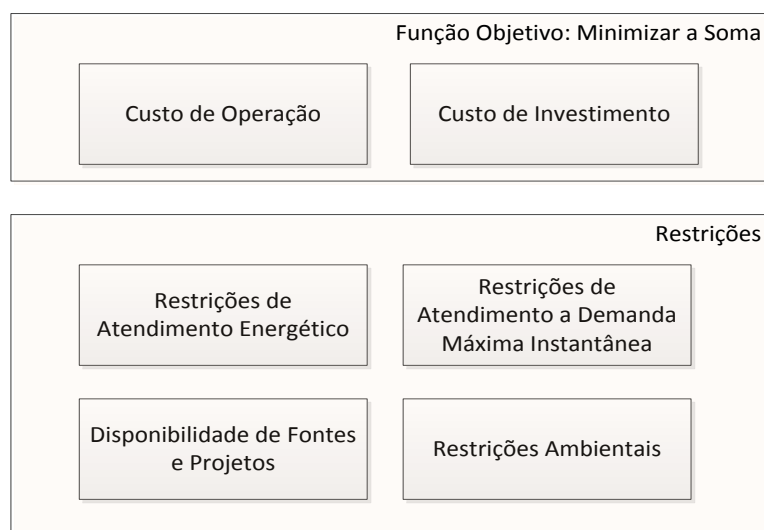 Função Objetivo: Minimizar a Soma
Custo de Operação
Custo de Investimento
Restrições
Restrições de
Atendimento Energético
Restrições de
Atendimento a Demanda
Máxima Instantânea
Disponibilidade de Fontes
e Projetos
Restrições Ambientais